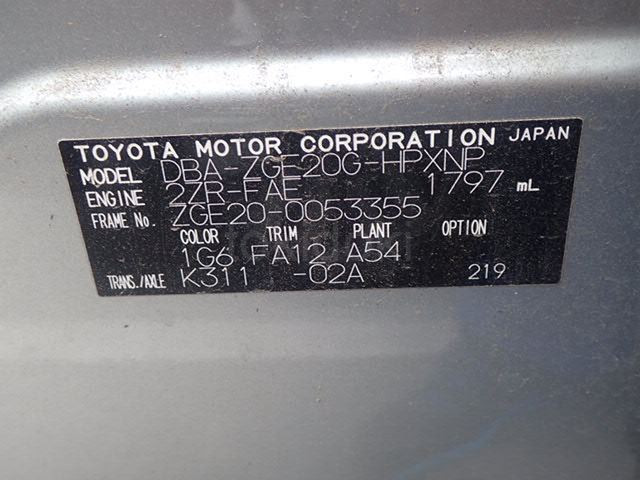 TOYOTA MOTOR CORPORATION JAPAN
MODEL DBA-ZGE20G-HPXNP
ENGINE 2ZR-FAE 1797 mL
FRAME No. ZGE20-0053355
COLOR TRIM PLANT OPTION
1G6 FA12 A54
TRANS./AXLE K311 -02A 219